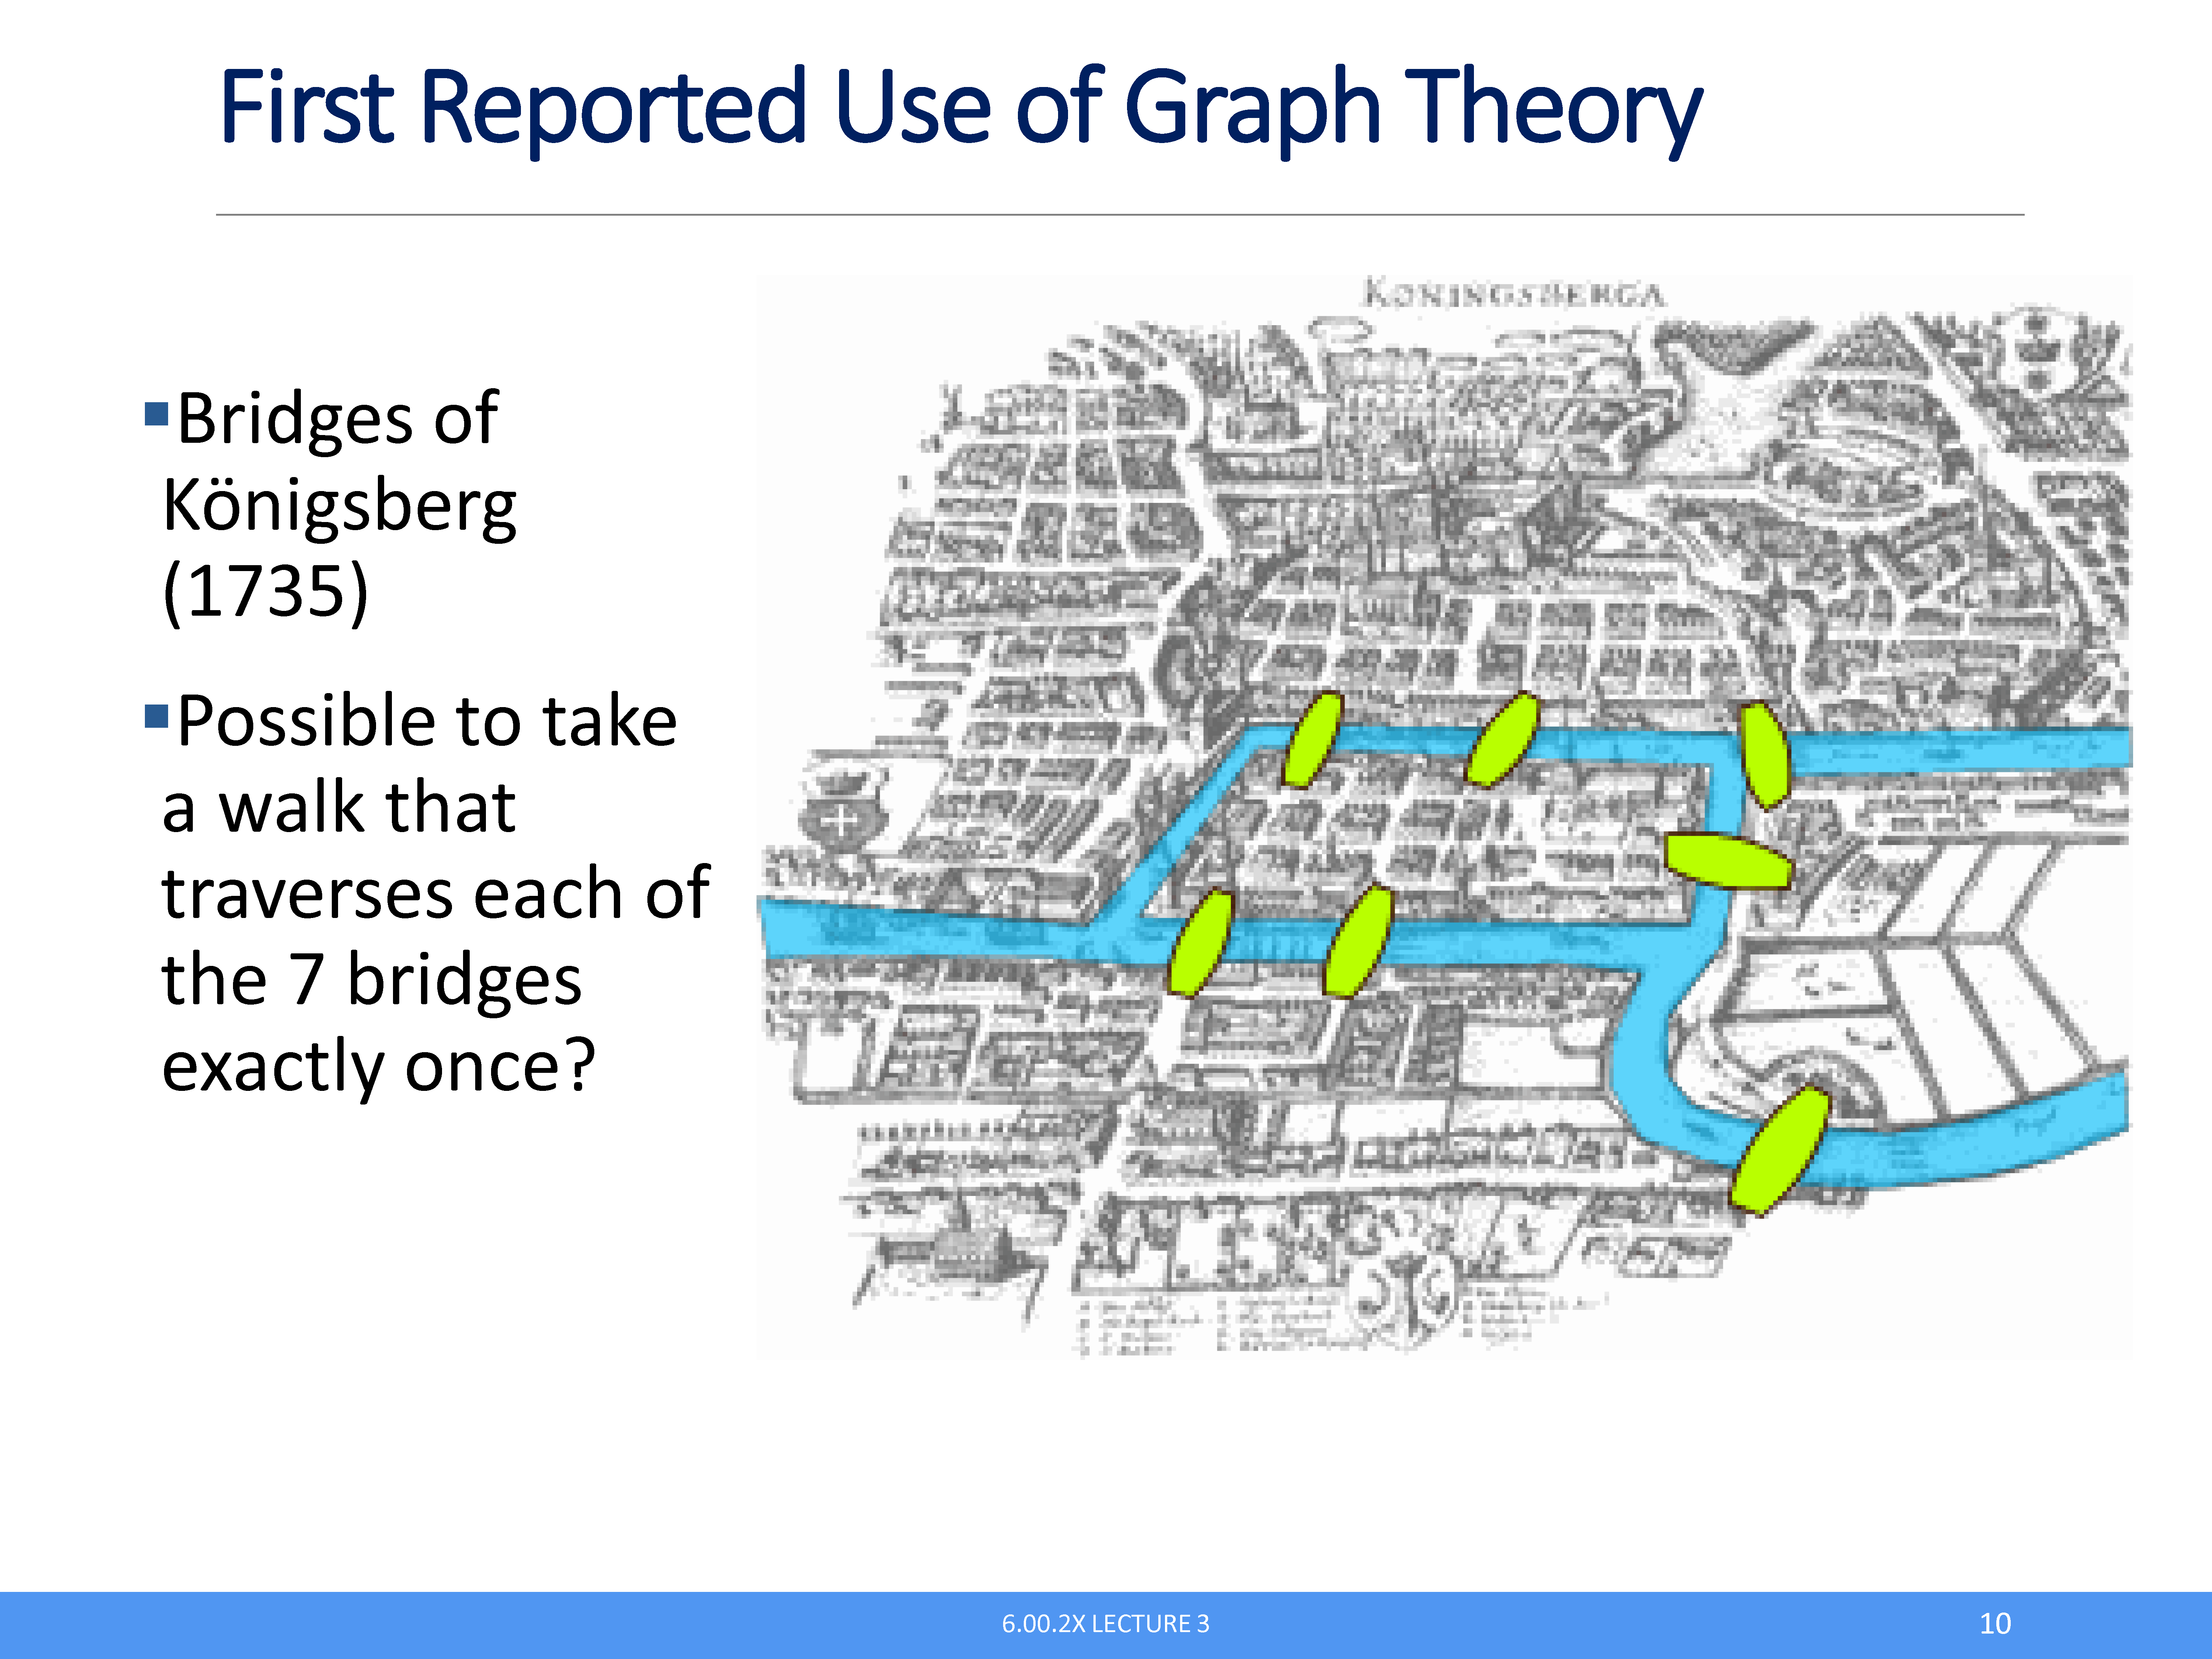 First Reported Use of Graph Theory
KONINGSBERGA
▪Bridges of
Königsberg
(1735)
▪Possible to take
a walk that
traverses each of
the 7 bridges
exactly once?
6.00.2X LECTURE 3
10